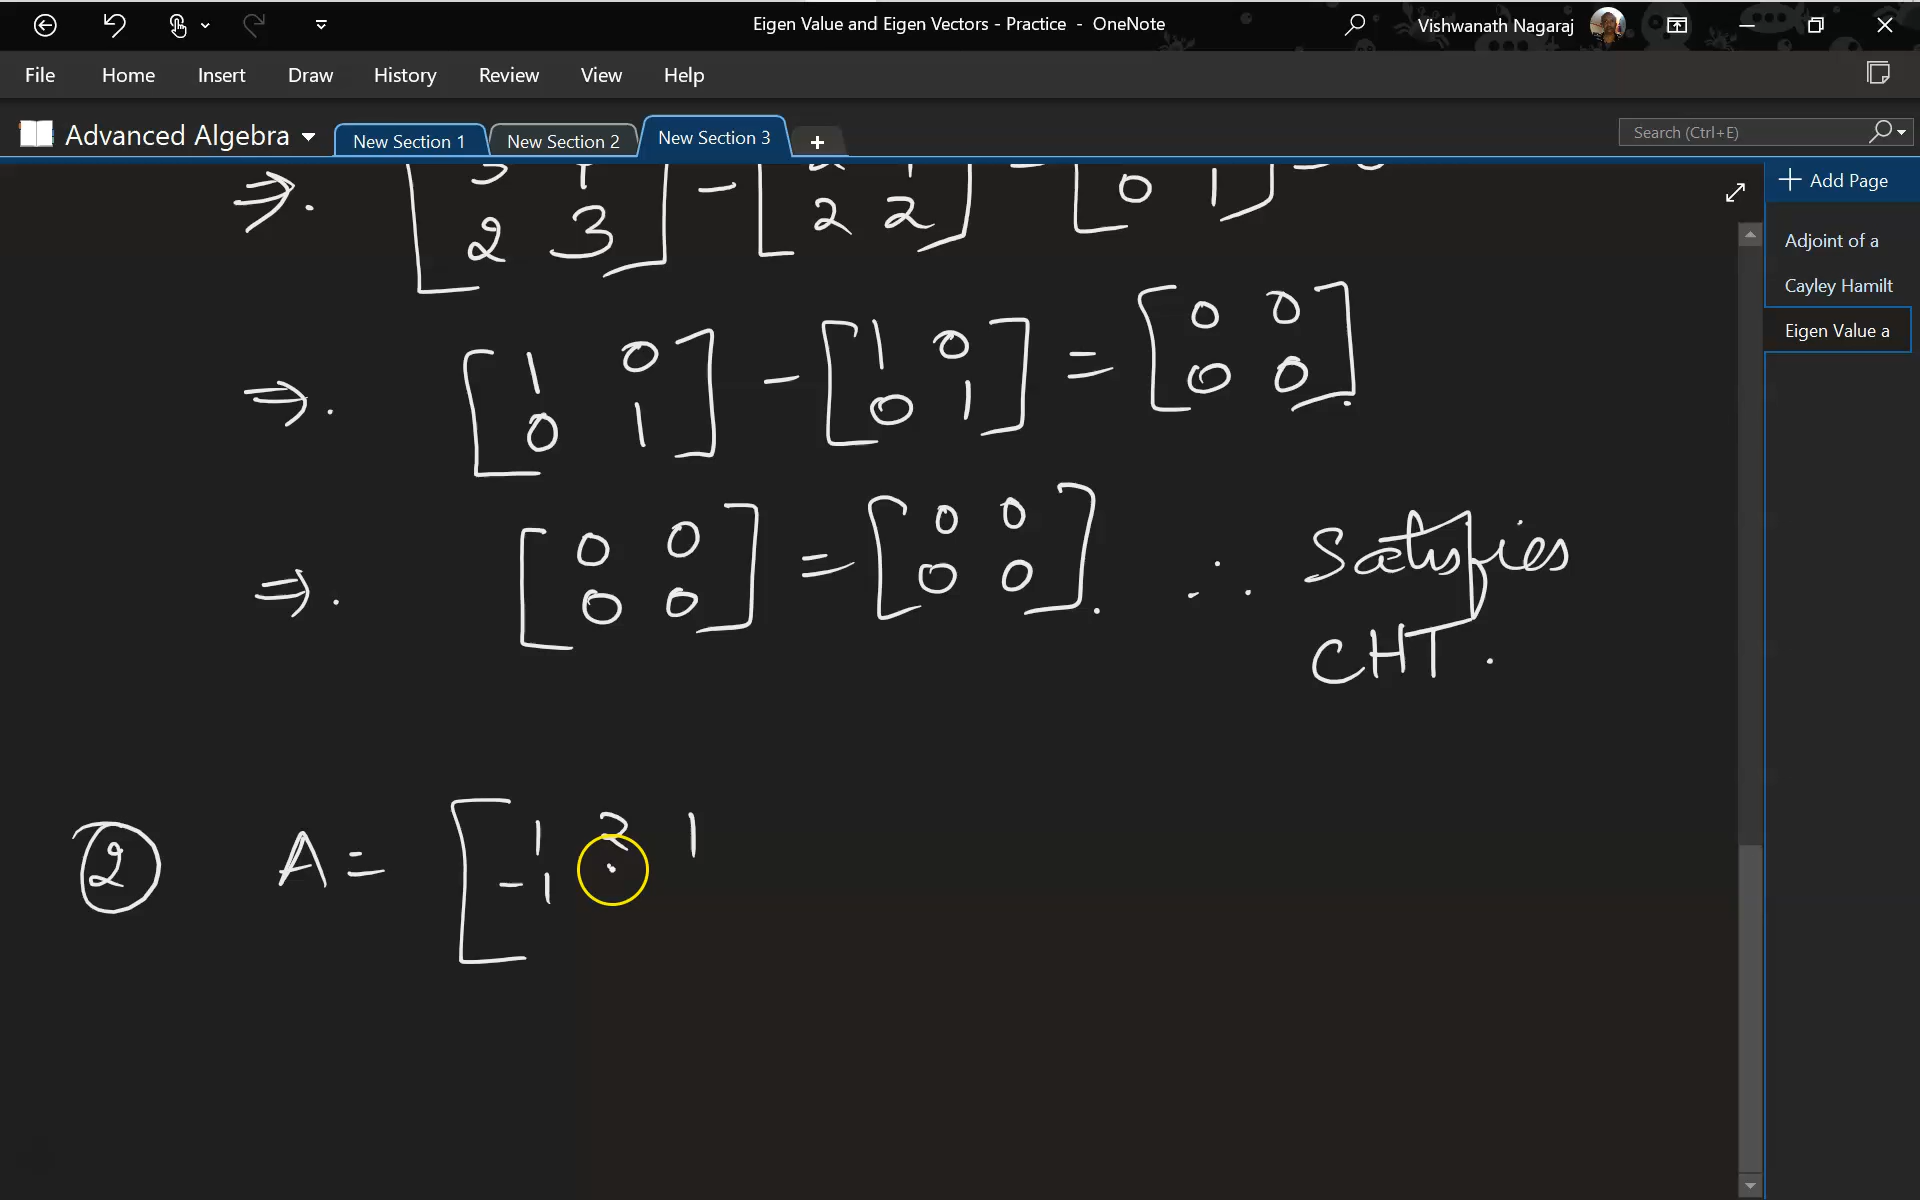 Eigen Value and Eigen Vectors - Practice - OneNote
Vishwanath Nagaraj
File Home Insert Draw History Review View Help
Advanced Algebra New Section 1 New Section 2 New Section 3 +
Search (Ctrl+E)
+ Add Page
Adjoint of a
Cayley Hamilt
Eigen Value a
⇒. [ 2 3 ] - [ 2 2 ] - [ 0 1 ]
⇒. [ 1 0
0 1 ] - [ 1 0
0 1 ] = [ 0 0
0 0 ].
⇒. [ 0 0
0 0 ] = [ 0 0
0 0 ]. ∴ Satisfies
CHT.
② A = [ 1 2 1
-1